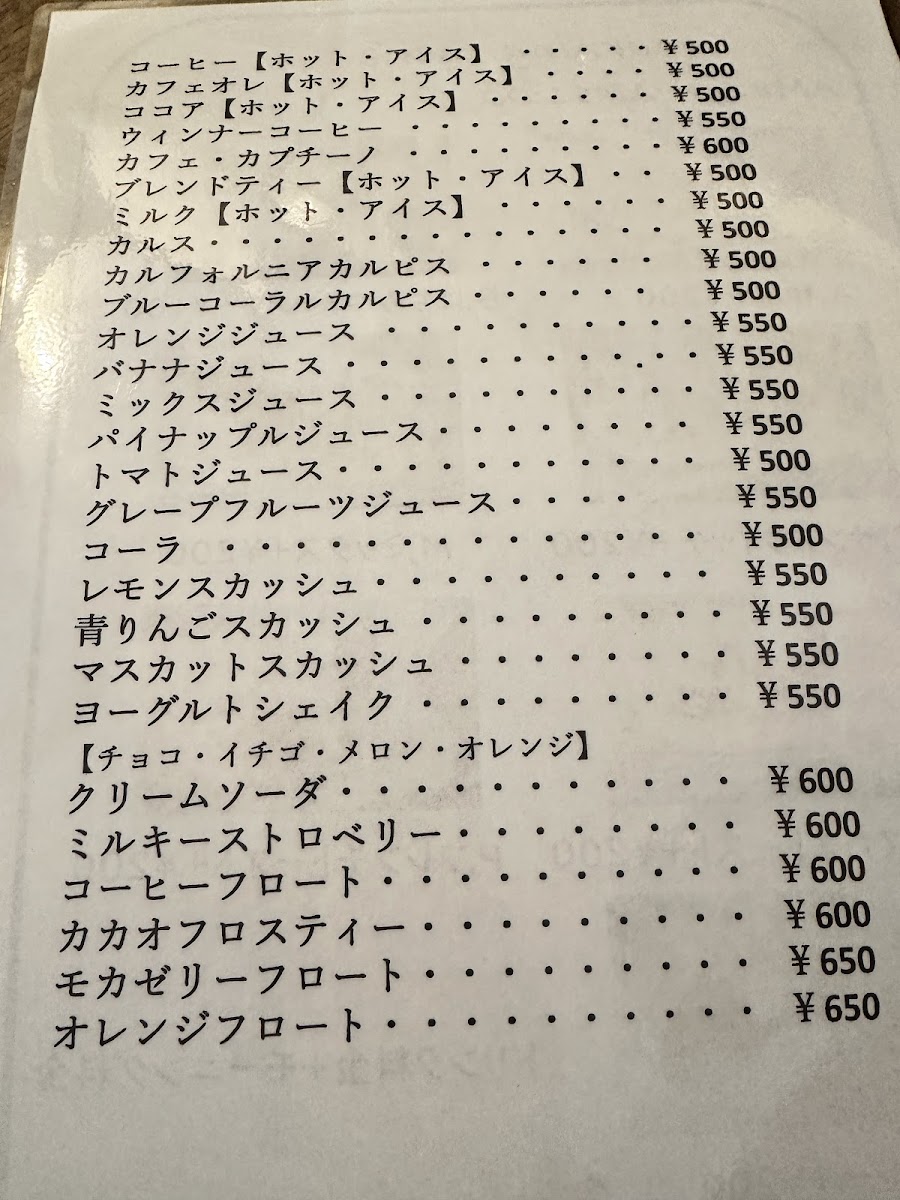 コーヒー【ホット・アイス】 ・・・・・¥500
カフェオレ【ホット・アイス】 ・・・・¥500
ココア【ホット・アイス】 ・・・・・・¥500
ウィンナーコーヒー ・・・・・・・・・¥550
カフェ・カプチーノ ・・・・・・・・・¥600
ブレンドティー【ホット・アイス】 ・・¥500
ミルク【ホット・アイス】 ・・・・・・¥500
カルス・・・・・・・・・・・・・・・¥500
カルフォルニアカルピス ・・・・・・ ¥500
ブルーコーラルカルピス ・・・・・・ ¥500
オレンジジュース ・・・・・・・・・・¥550
バナナジュース ・・・・・・・・・・・¥550
ミックスジュース ・・・・・・・・・・¥550
パイナップルジュース・・・・・・・・ ¥550
トマトジュース・・・・・・・・・・・ ¥500
グレープフルーツジュース・・・・ ¥550
コーラ ・・・・・・・・・・・・・ ¥500
レモンスカッシュ・・・・・・・・・・ ¥550
青りんごスカッシュ ・・・・・・・・・ ¥550
マスカットスカッシュ ・・・・・・・・ ¥550
ヨーグルトシェイク ・・・・・・・・・ ¥550
【チョコ・イチゴ・メロン・オレンジ】
クリームソーダ・・・・・・・・・・・ ¥600
ミルキーストロベリー・・・・・・・・ ¥600
コーヒーフロート・・・・・・・・・・ ¥600
カカオフロスティー・・・・・・・・・ ¥600
モカゼリーフロート・・・・・・・・・ ¥650
オレンジフロート・・・・・・・・・・ ¥650